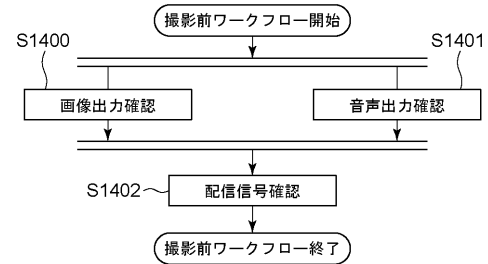 撮影前ワークフロー開始
S1400
S1401
画像出力確認
音声出力確認
S1402
配信信号確認
撮影前ワークフロー終了